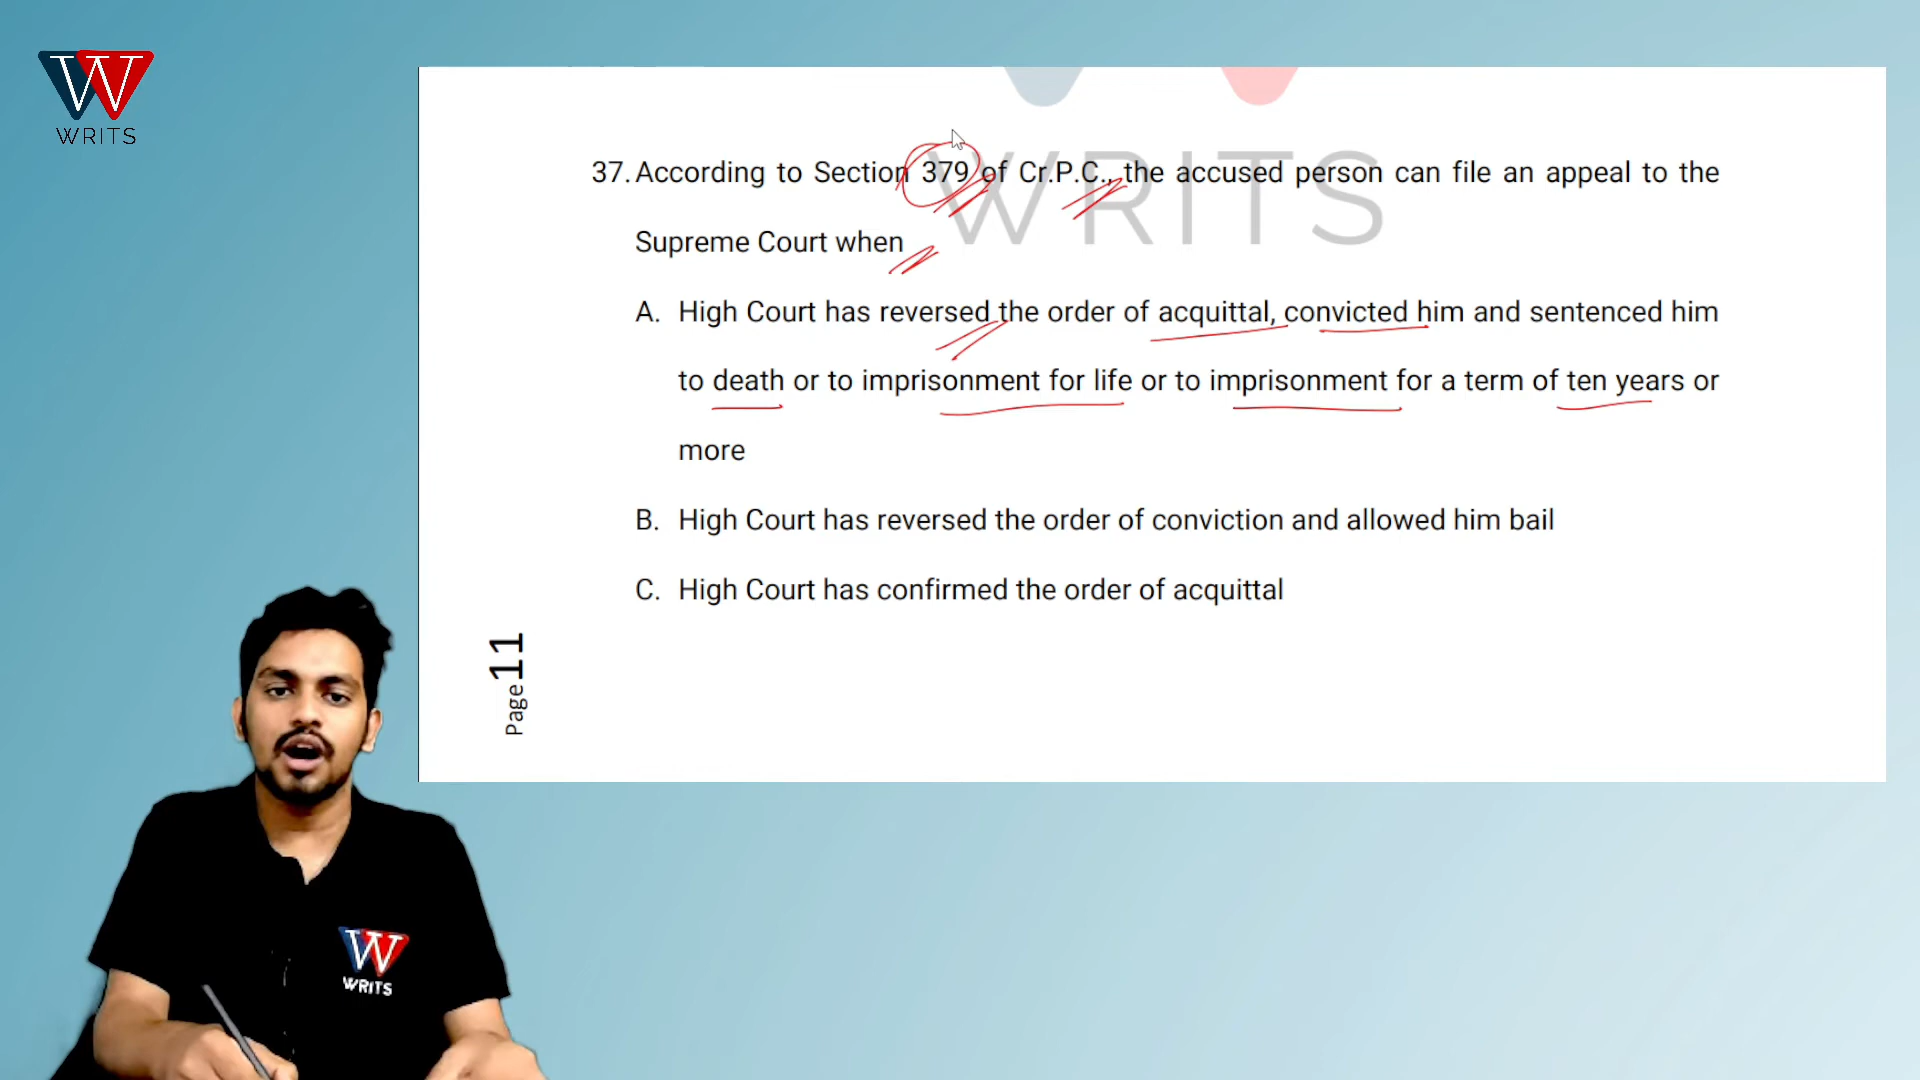 WRITS
WRITS
37. According to Section 379 of Cr.P.C., the accused person can file an appeal to the
Supreme Court when
A. High Court has reversed the order of acquittal, convicted him and sentenced him
to death or to imprisonment for life or to imprisonment for a term of ten years or
more
B. High Court has reversed the order of conviction and allowed him bail
C. High Court has confirmed the order of acquittal
Page 11
WRITS